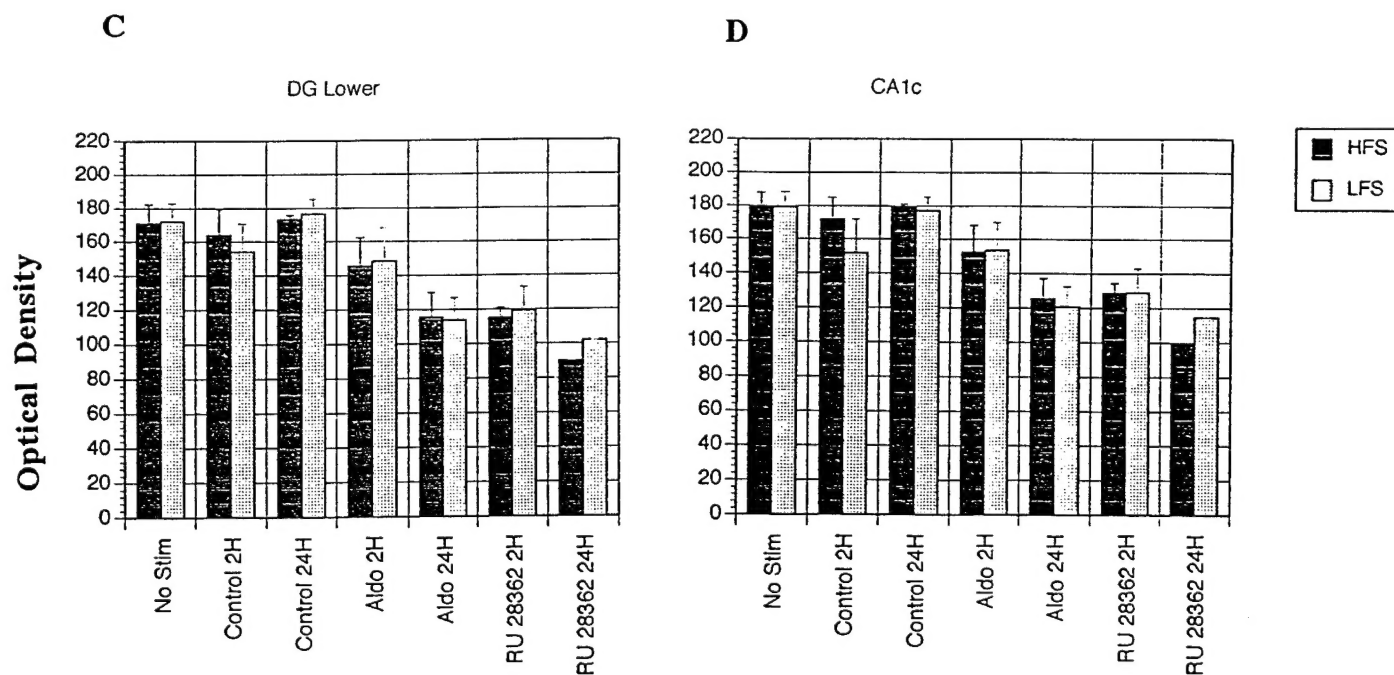 C
DG Lower
Optical Density
220
200
180
160
140
120
100
80
60
40
20
0
No Stim
Control 2H
Control 24H
Aldo 2H
Aldo 24H
RU 28362 2H
RU 28362 24H
D
CA1c
220
200
180
160
140
120
100
80
60
40
20
0
No Stim
Control 2H
Control 24H
Aldo 2H
Aldo 24H
RU 28362 2H
RU 28362 24H
HFS
LFS